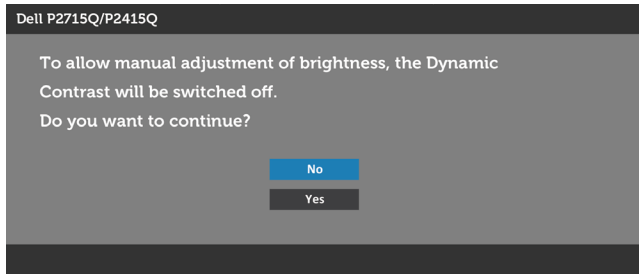 Dell P2715Q/P2415Q
To allow manual adjustment of brightness, the Dynamic
Contrast will be switched off.
Do you want to continue?
No
Yes